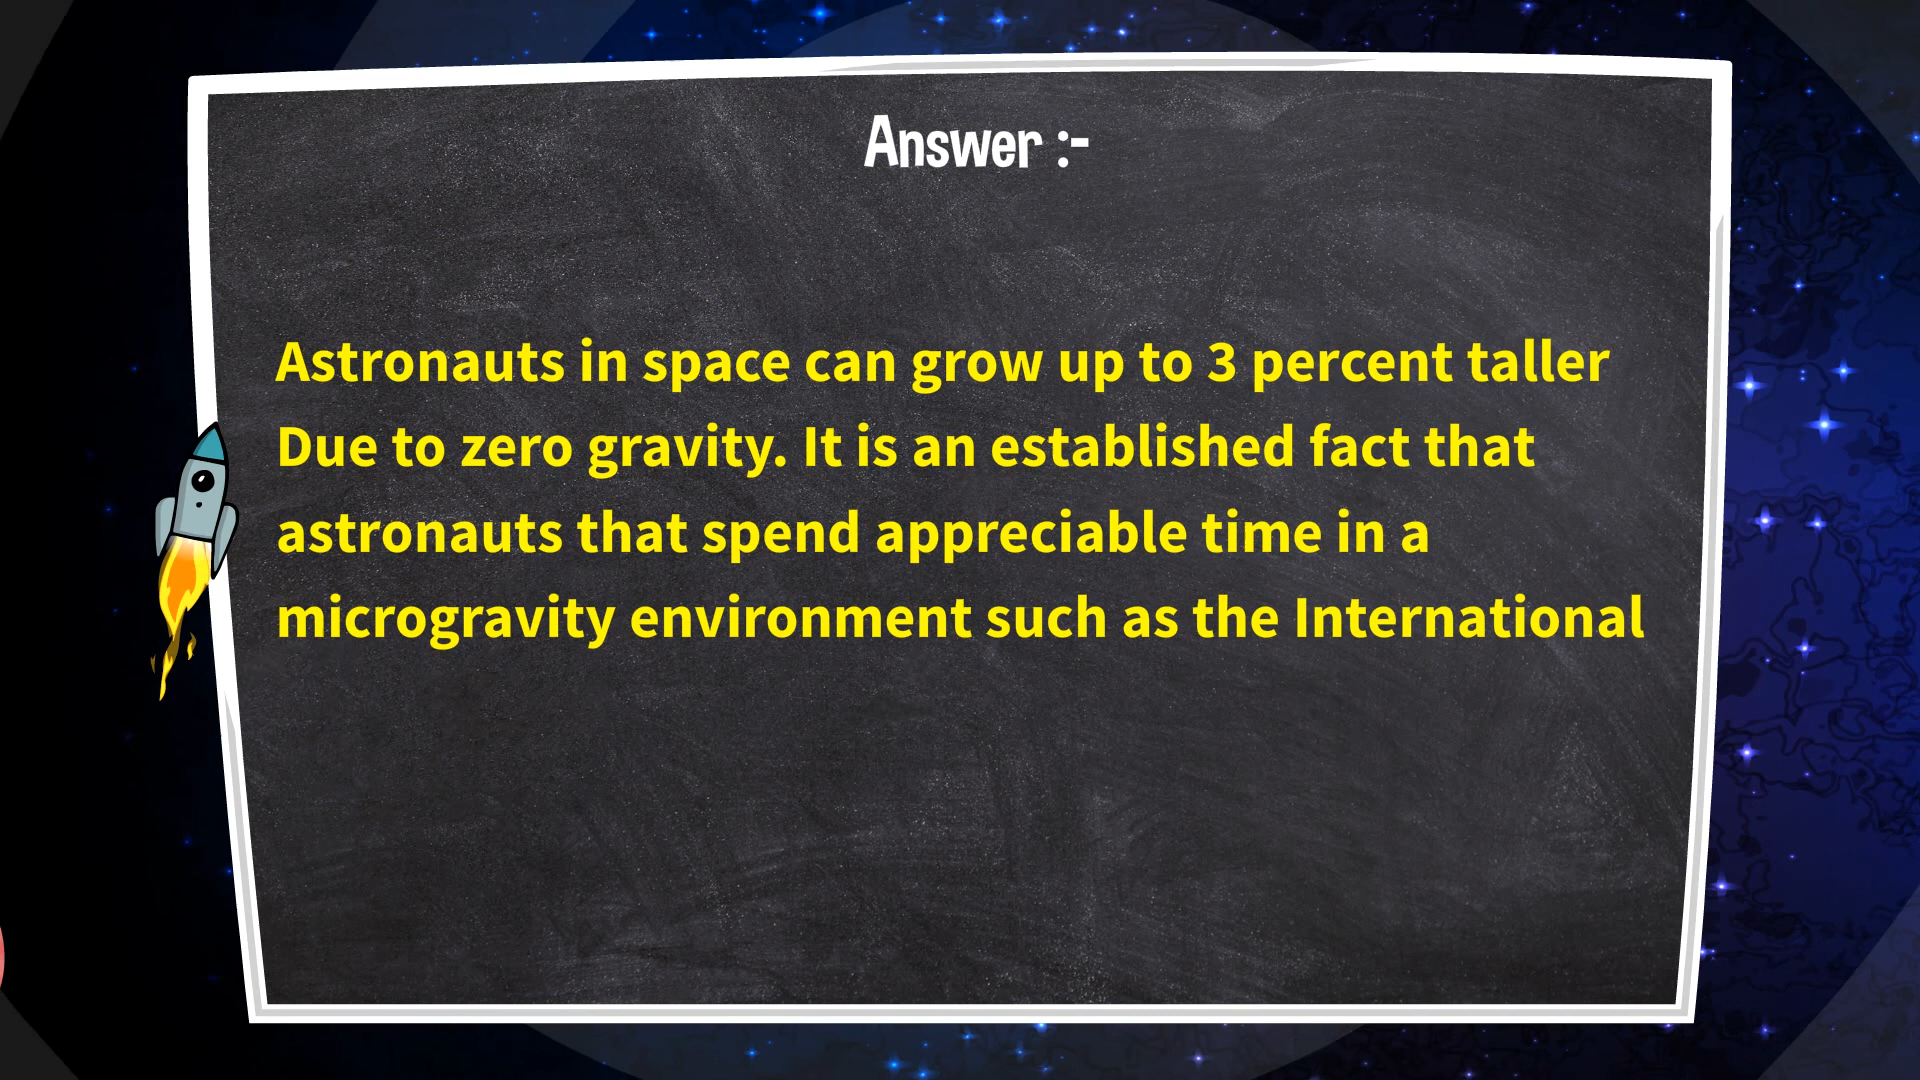 Answer :-
Astronauts in space can grow up to 3 percent taller
Due to zero gravity. It is an established fact that
astronauts that spend appreciable time in a
microgravity environment such as the International